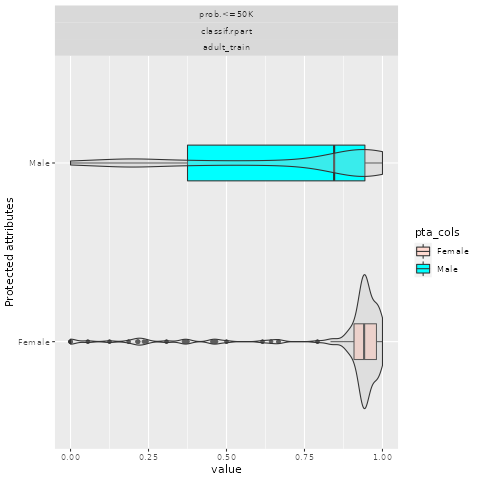 prob.<=50K
classif.rpart
adult_train
Protected attributes
Male
Female
0.00 0.25 0.50 0.75 1.00
value
pta_cols
Female
Male